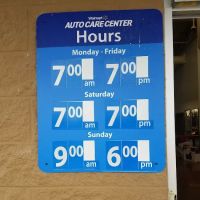 Walmart
AUTO CARE CENTER
Hours
Monday - Friday
7:00 am 7:00 pm
Saturday
7:00 am 7:00 pm
Sunday
9:00 am 6:00 pm